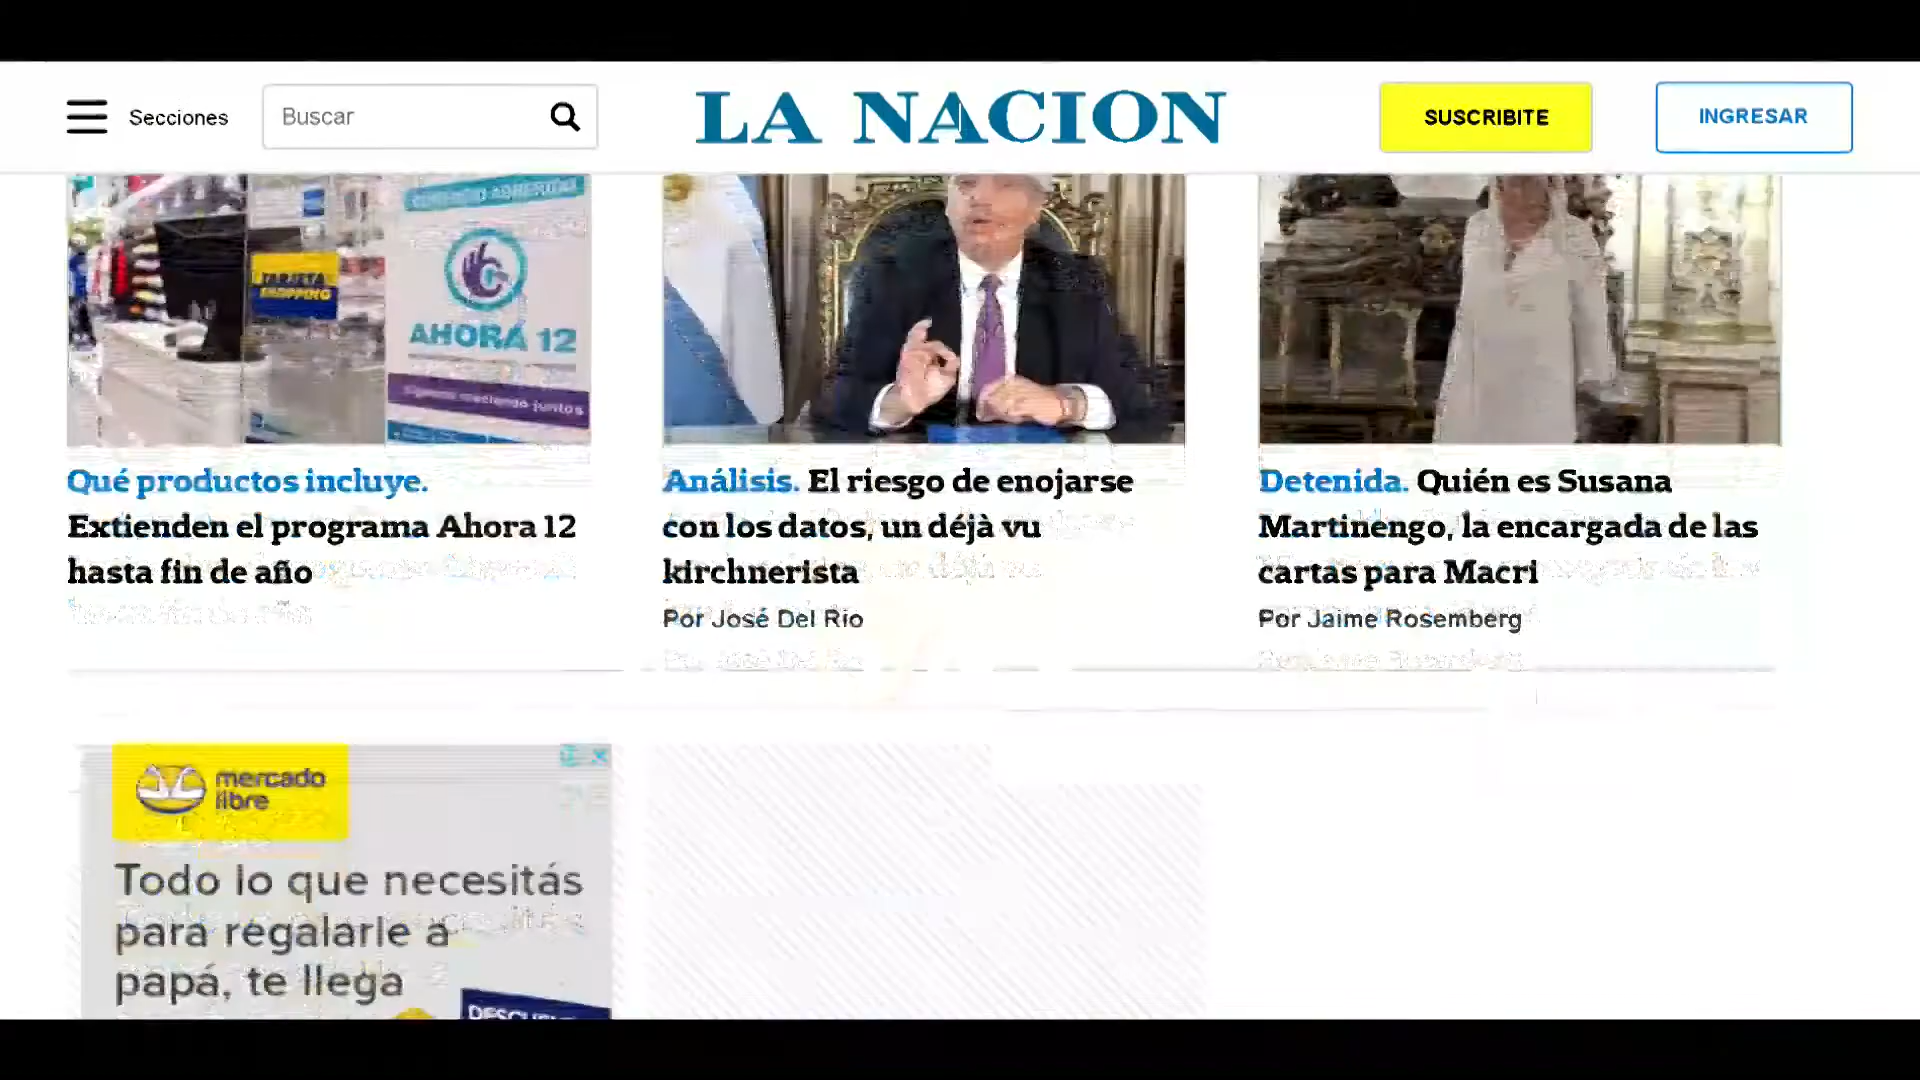 Secciones
Buscar
LA NACION
SUSCRIBITE
INGRESAR
TARJETA
SHOPPING
AHORA 12
Qué productos incluye.
Extienden el programa Ahora 12
hasta fin de año
Análisis. El riesgo de enojarse
con los datos, un déjà vu
kirchnerista
Por José Del Rio
Detenida. Quién es Susana
Martinengo, la encargada de las
cartas para Macri
Por Jaime Rosemberg
mercado
libre
Todo lo que necesitás
para regalarle a
papá, te llega